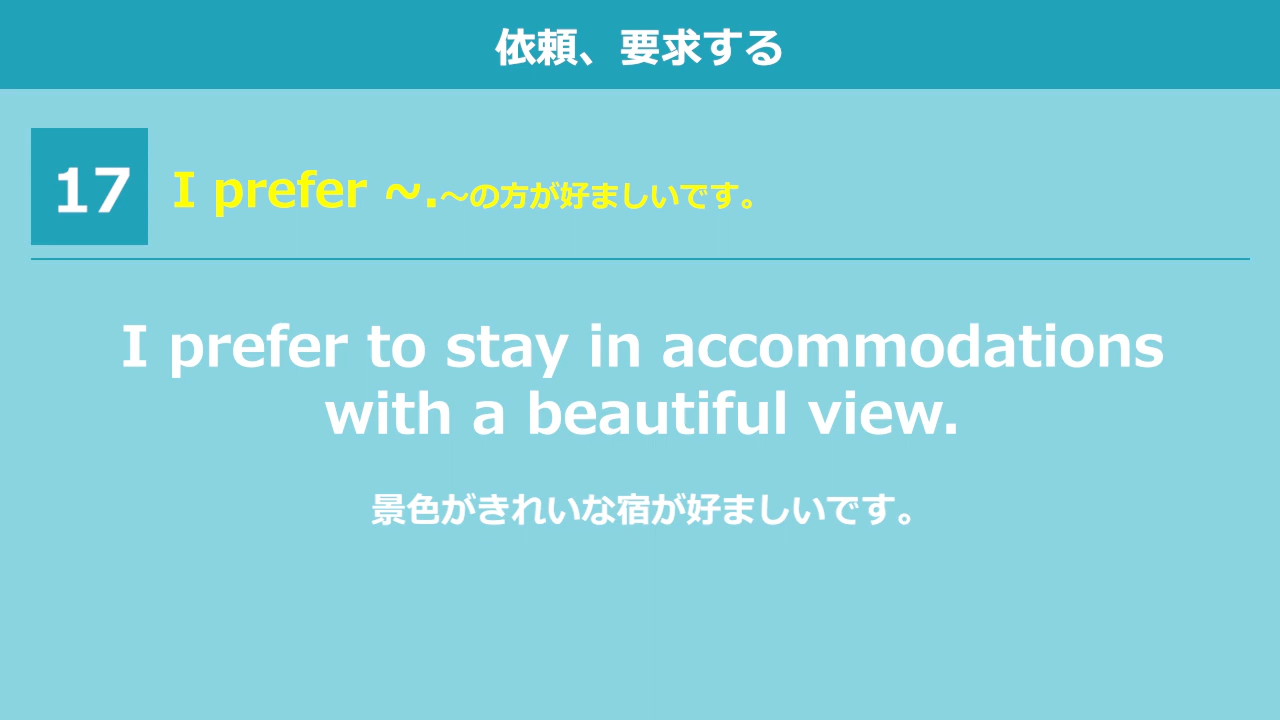 依頼、要求する
17
I prefer ~.～の方が好ましいです。
I prefer to stay in accommodations
with a beautiful view.
景色がきれいな宿が好ましいです。